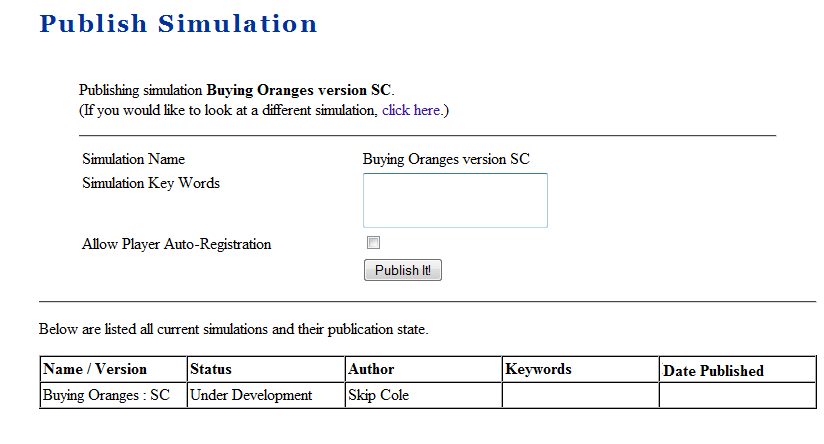 Publish Simulation
Publishing simulation Buying Oranges version SC.
(If you would like to look at a different simulation, click here.)
Simulation Name Buying Oranges version SC
Simulation Key Words
Allow Player Auto-Registration
Publish It!
Below are listed all current simulations and their publication state.
Name / Version Status Author Keywords Date Published
Buying Oranges : SC Under Development Skip Cole